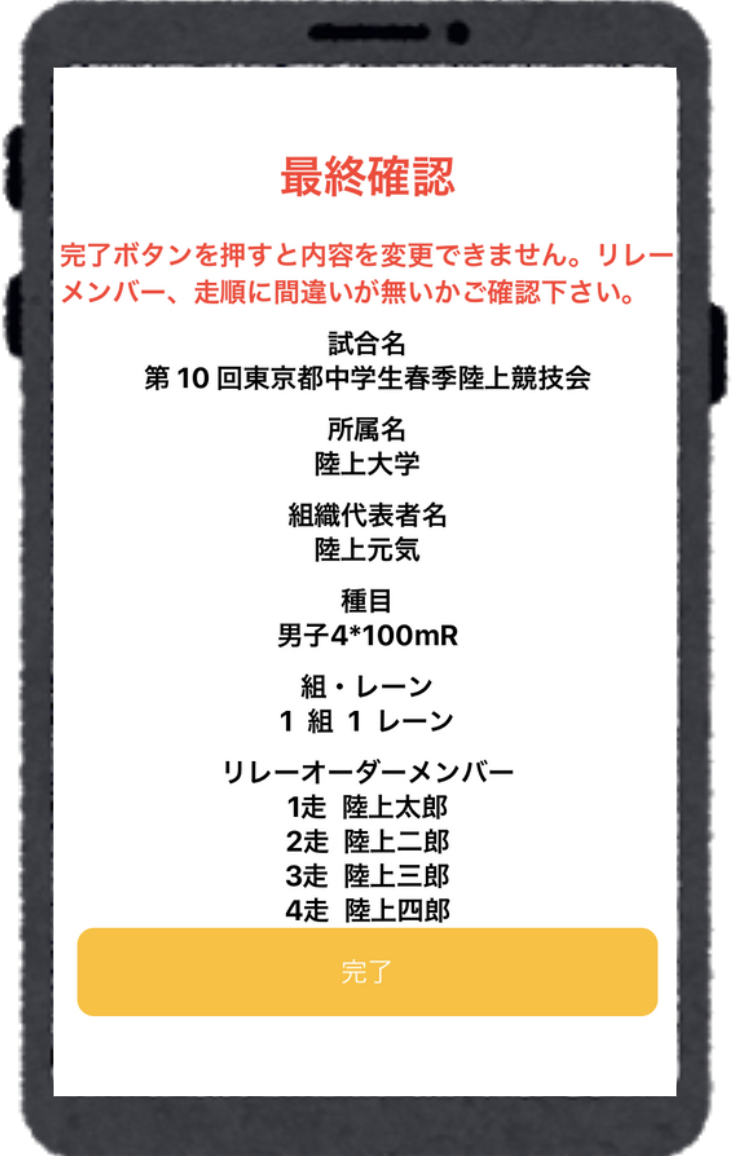 最終確認
完了ボタンを押すと内容を変更できません。リレー
メンバー、走順に間違いが無いかご確認下さい。
試合名
第 10 回東京都中学生春季陸上競技会
所属名
陸上大学
組織代表者名
陸上元気
種目
男子4*100mR
組・レーン
1 組 1 レーン
リレーオーダーメンバー
1走 陸上太郎
2走 陸上二郎
3走 陸上三郎
4走 陸上四郎
完了